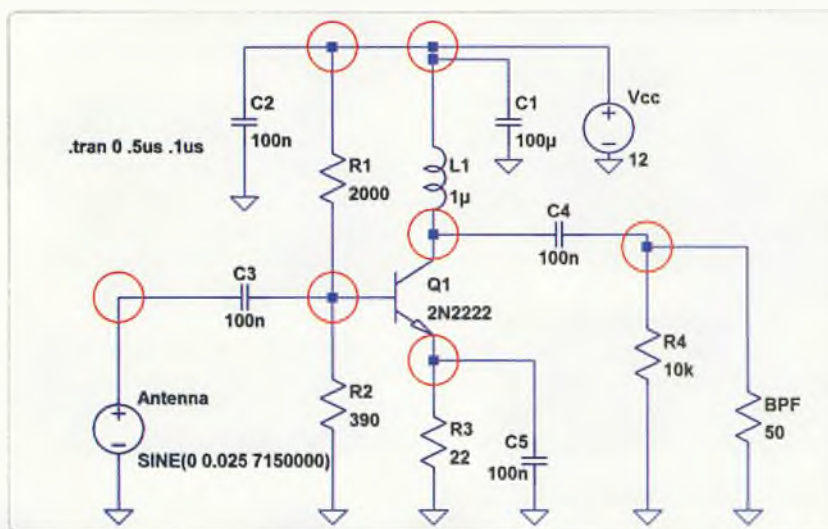 C2
100n
.tran 0 .5us .1us
R1
2000
L1
1µ
C1
100µ
Vcc
+
−
12
C3
100n
Q1
2N2222
C4
100n
Antenna
+
−
SINE(0 0.025 7150000)
R2
390
R3
22
C5
100n
R4
10k
BPF
50